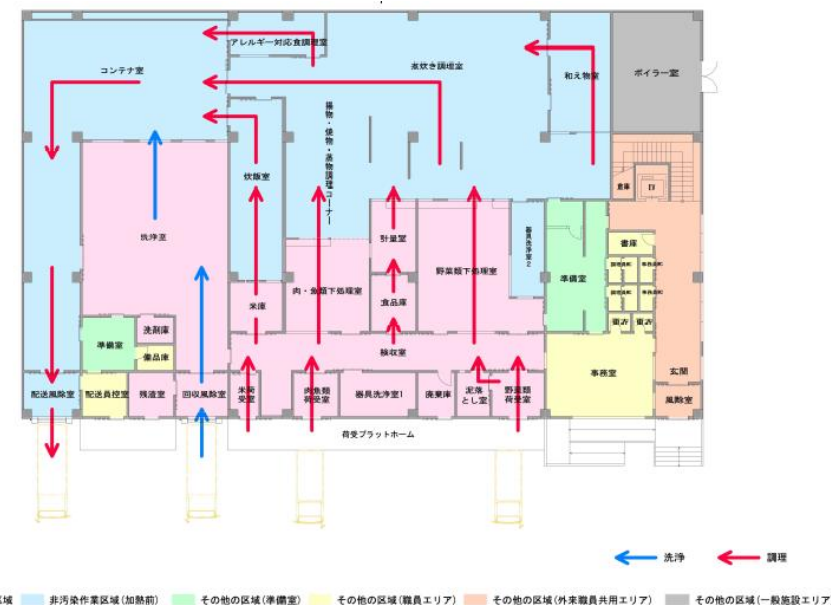 アレルギー対応食調理室
コンテナ室
煮炊き調理室
和え物室
ボイラー室
揚物・焼物・蒸物調理コーナー
炊飯室
倉庫
EV
洗浄室
計量室
器具洗浄室2
書庫
野菜類下処理室
準備室
肉・魚類下処理室
食品庫
米庫
洗剤庫
準備室
備品庫
検収室
事務室
玄関
配送風除室
配送員控室
残渣室
回収風除室
米荷受室
肉魚類荷受室
器具洗浄室1
廃棄庫
泥落とし室
野菜類荷受室
風除室
荷受プラットホーム
洗浄
調理
区域
非汚染作業区域(加熱前)
その他の区域(準備室)
その他の区域(職員エリア)
その他の区域(外来職員共用エリア)
その他の区域(一般施設エリア